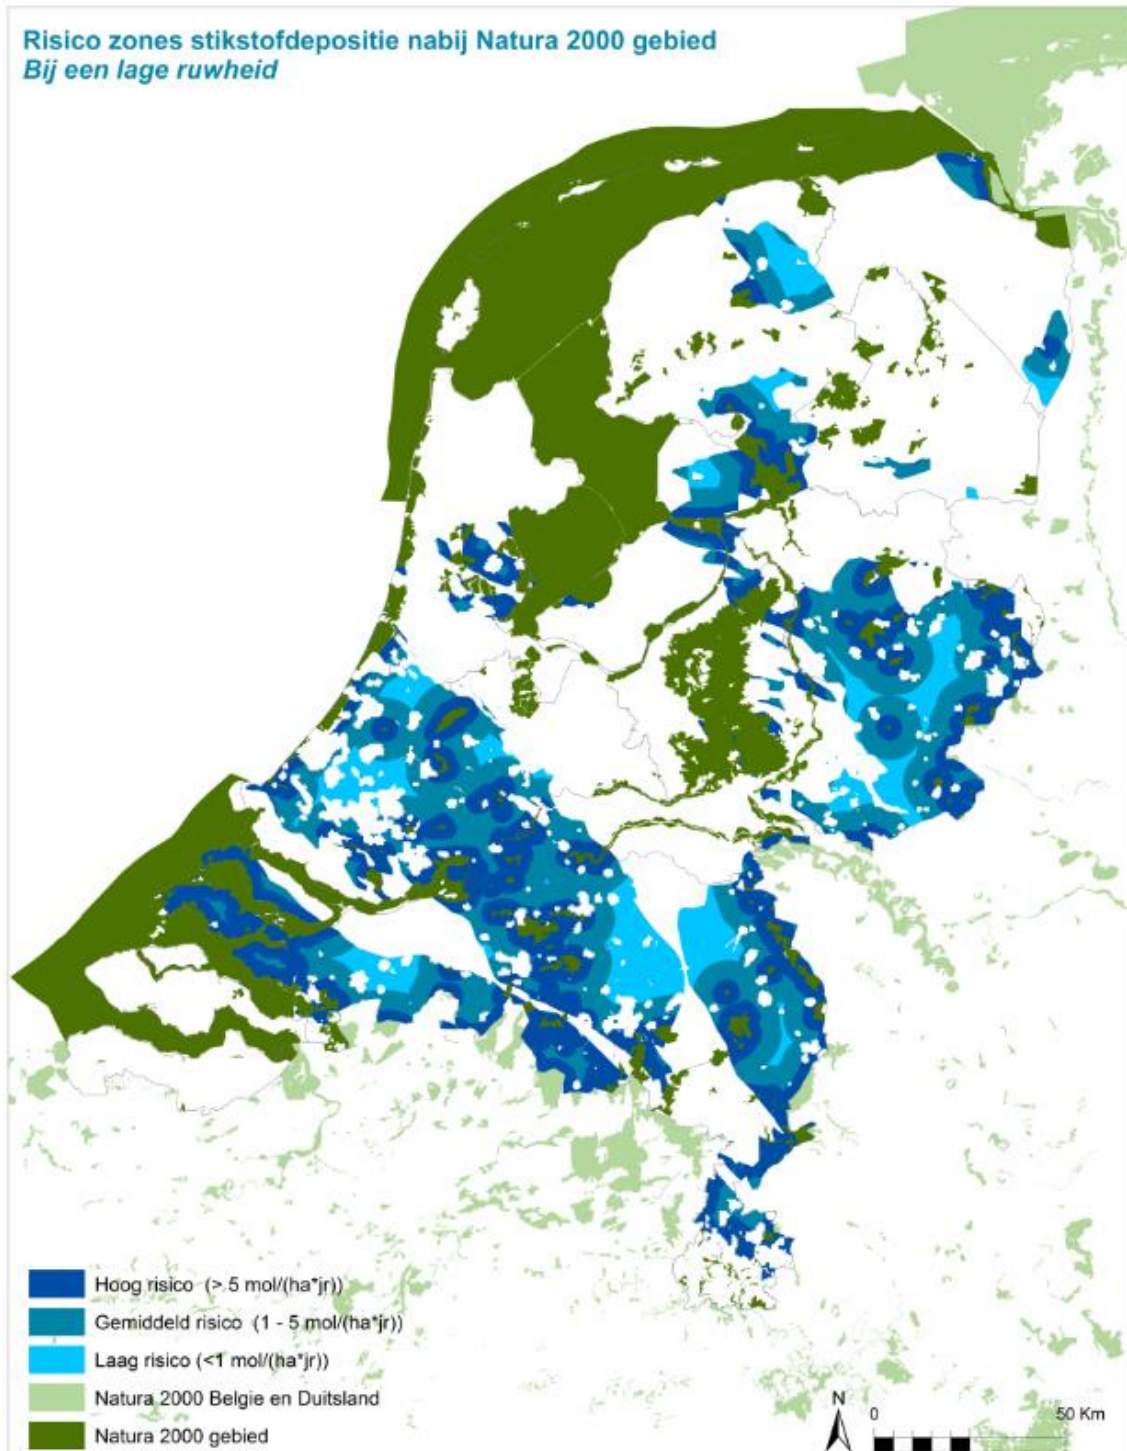 Risico zones stikstofdepositie nabij Natura 2000 gebied
Bij een lage ruwheid
Hoog risico (> 5 mol/(ha*jr))
Gemiddeld risico (1 - 5 mol/(ha*jr))
Laag risico (<1 mol/(ha*jr))
Natura 2000 Belgie en Duitsland
Natura 2000 gebied
N
0 50 Km